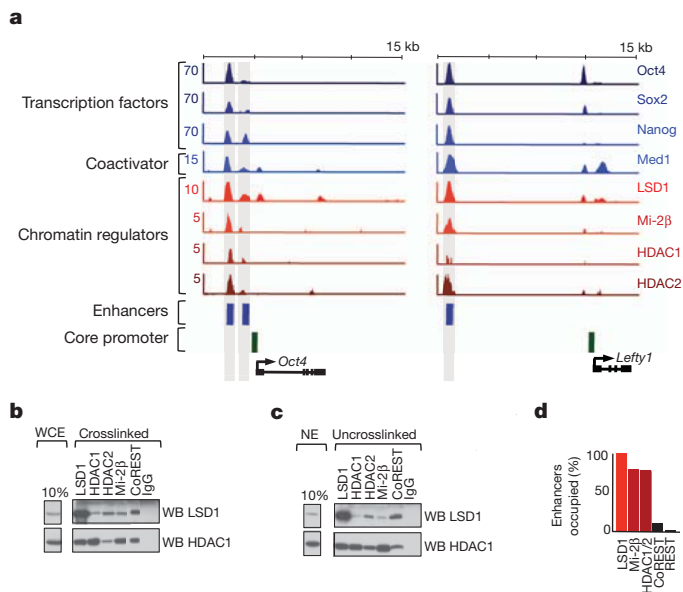 a
15 kb
15 kb
Transcription factors
70
Oct4
70
Sox2
70
Nanog
Coactivator
15
Med1
Chromatin regulators
10
LSD1
5
Mi-2β
5
HDAC1
5
HDAC2
Enhancers
Core promoter
Oct4
Lefty1
b
WCE
Crosslinked
10%
LSD1
HDAC1
HDAC2
Mi-2β
CoREST
IgG
WB LSD1
WB HDAC1
c
NE
Uncrosslinked
10%
LSD1
HDAC1
HDAC2
Mi-2β
CoREST
IgG
WB LSD1
WB HDAC1
d
Enhancers
occupied (%)
100
50
0
LSD1
Mi-2β
HDAC1/2
CoREST
REST